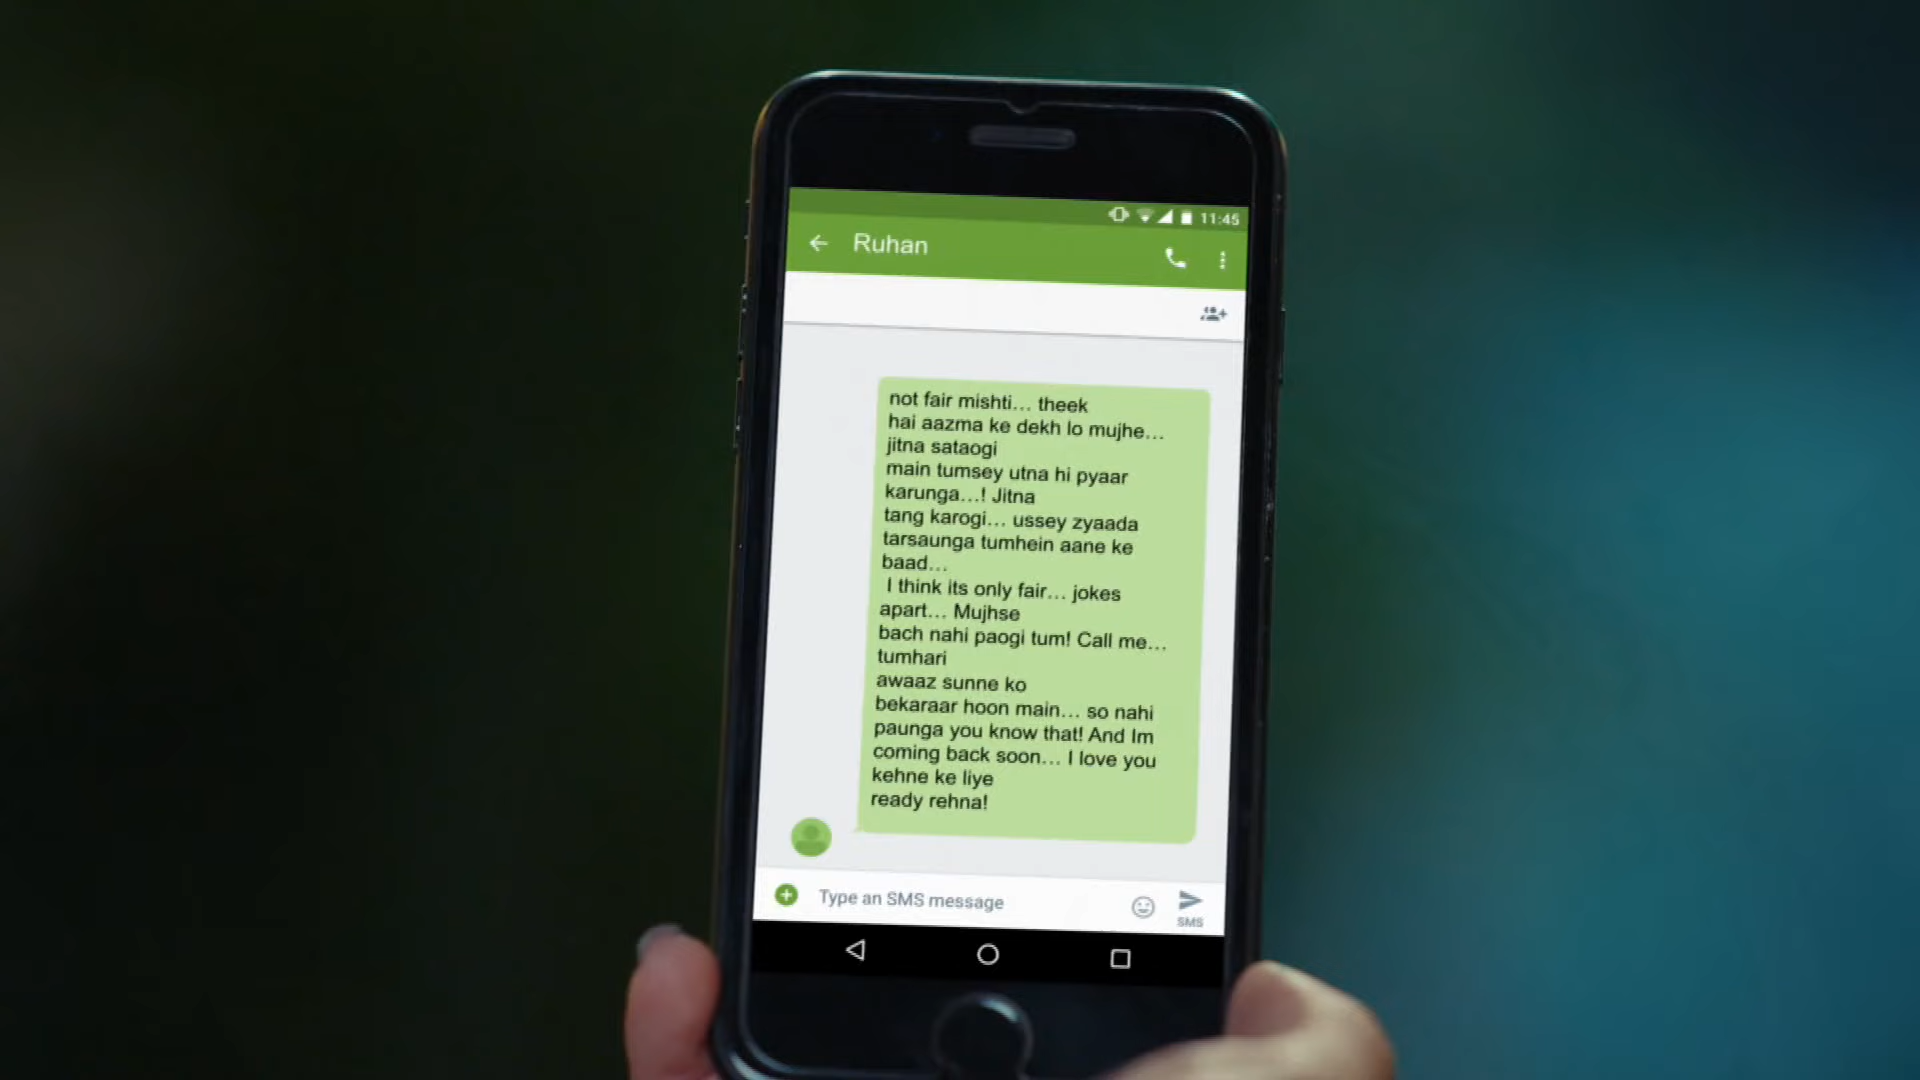 11:45
Ruhan
not fair mishti... theek
hai aazma ke dekh lo mujhe...
jitna sataogi
main tumsey utna hi pyaar
karunga...! Jitna
tang karogi... ussey zyaada
tarsaunga tumhein aane ke
baad...
I think its only fair... jokes
apart... Mujhse
bach nahi paogi tum! Call me...
tumhari
awaaz sunne ko
bekaraar hoon main... so nahi
paunga you know that! And Im
coming back soon... I love you
kehne ke liye
ready rehna!
Type an SMS message
SMS